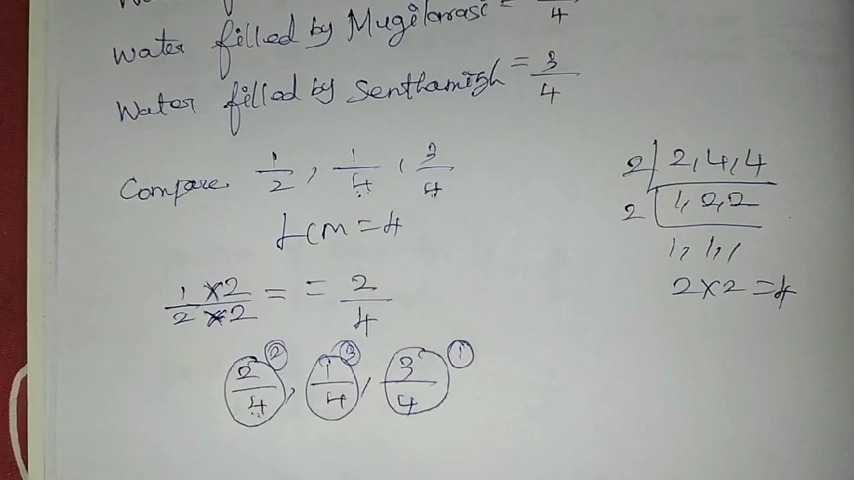 Water filled by Mugilarasi = /4
Water filled by Senthamizh = 3/4
Compare 1/2, 1/4, 3/4
LCM = 4
1×2/2×2 = = 2/4
2/4 ②, 1/4 ③, 3/4 ①
2 | 2, 4, 4
2 | 1, 2, 2
1, 1, 1
2 × 2 = 4